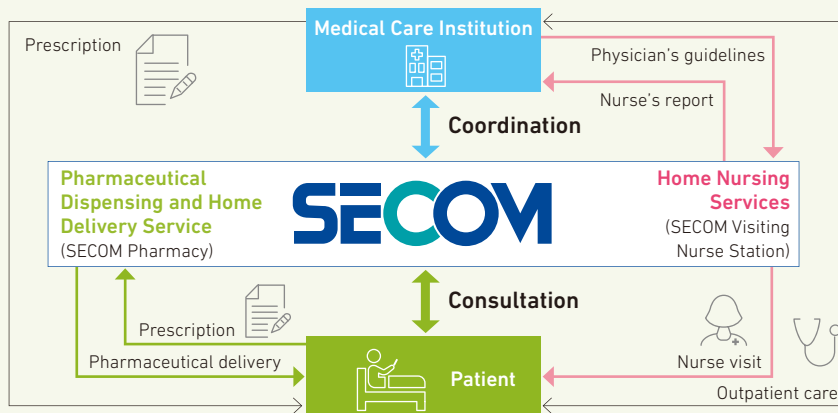 Medical Care Institution
Prescription
Physician's guidelines
Nurse's report
Coordination
Pharmaceutical
Dispensing and Home
Delivery Service
(SECOM Pharmacy)
SECOM
Home Nursing
Services
(SECOM Visiting
Nurse Station)
Consultation
Prescription
Pharmaceutical delivery
Patient
Nurse visit
Outpatient care